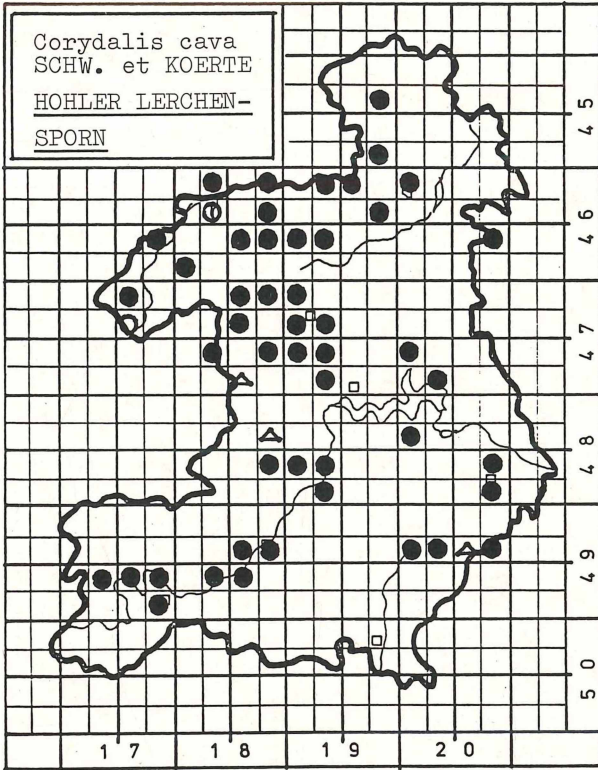 Corydalis cava
SCHW. et KOERTE
HOHLER LERCHEN-
SPORN
45
46
47
48
49
50
17 18 19 20